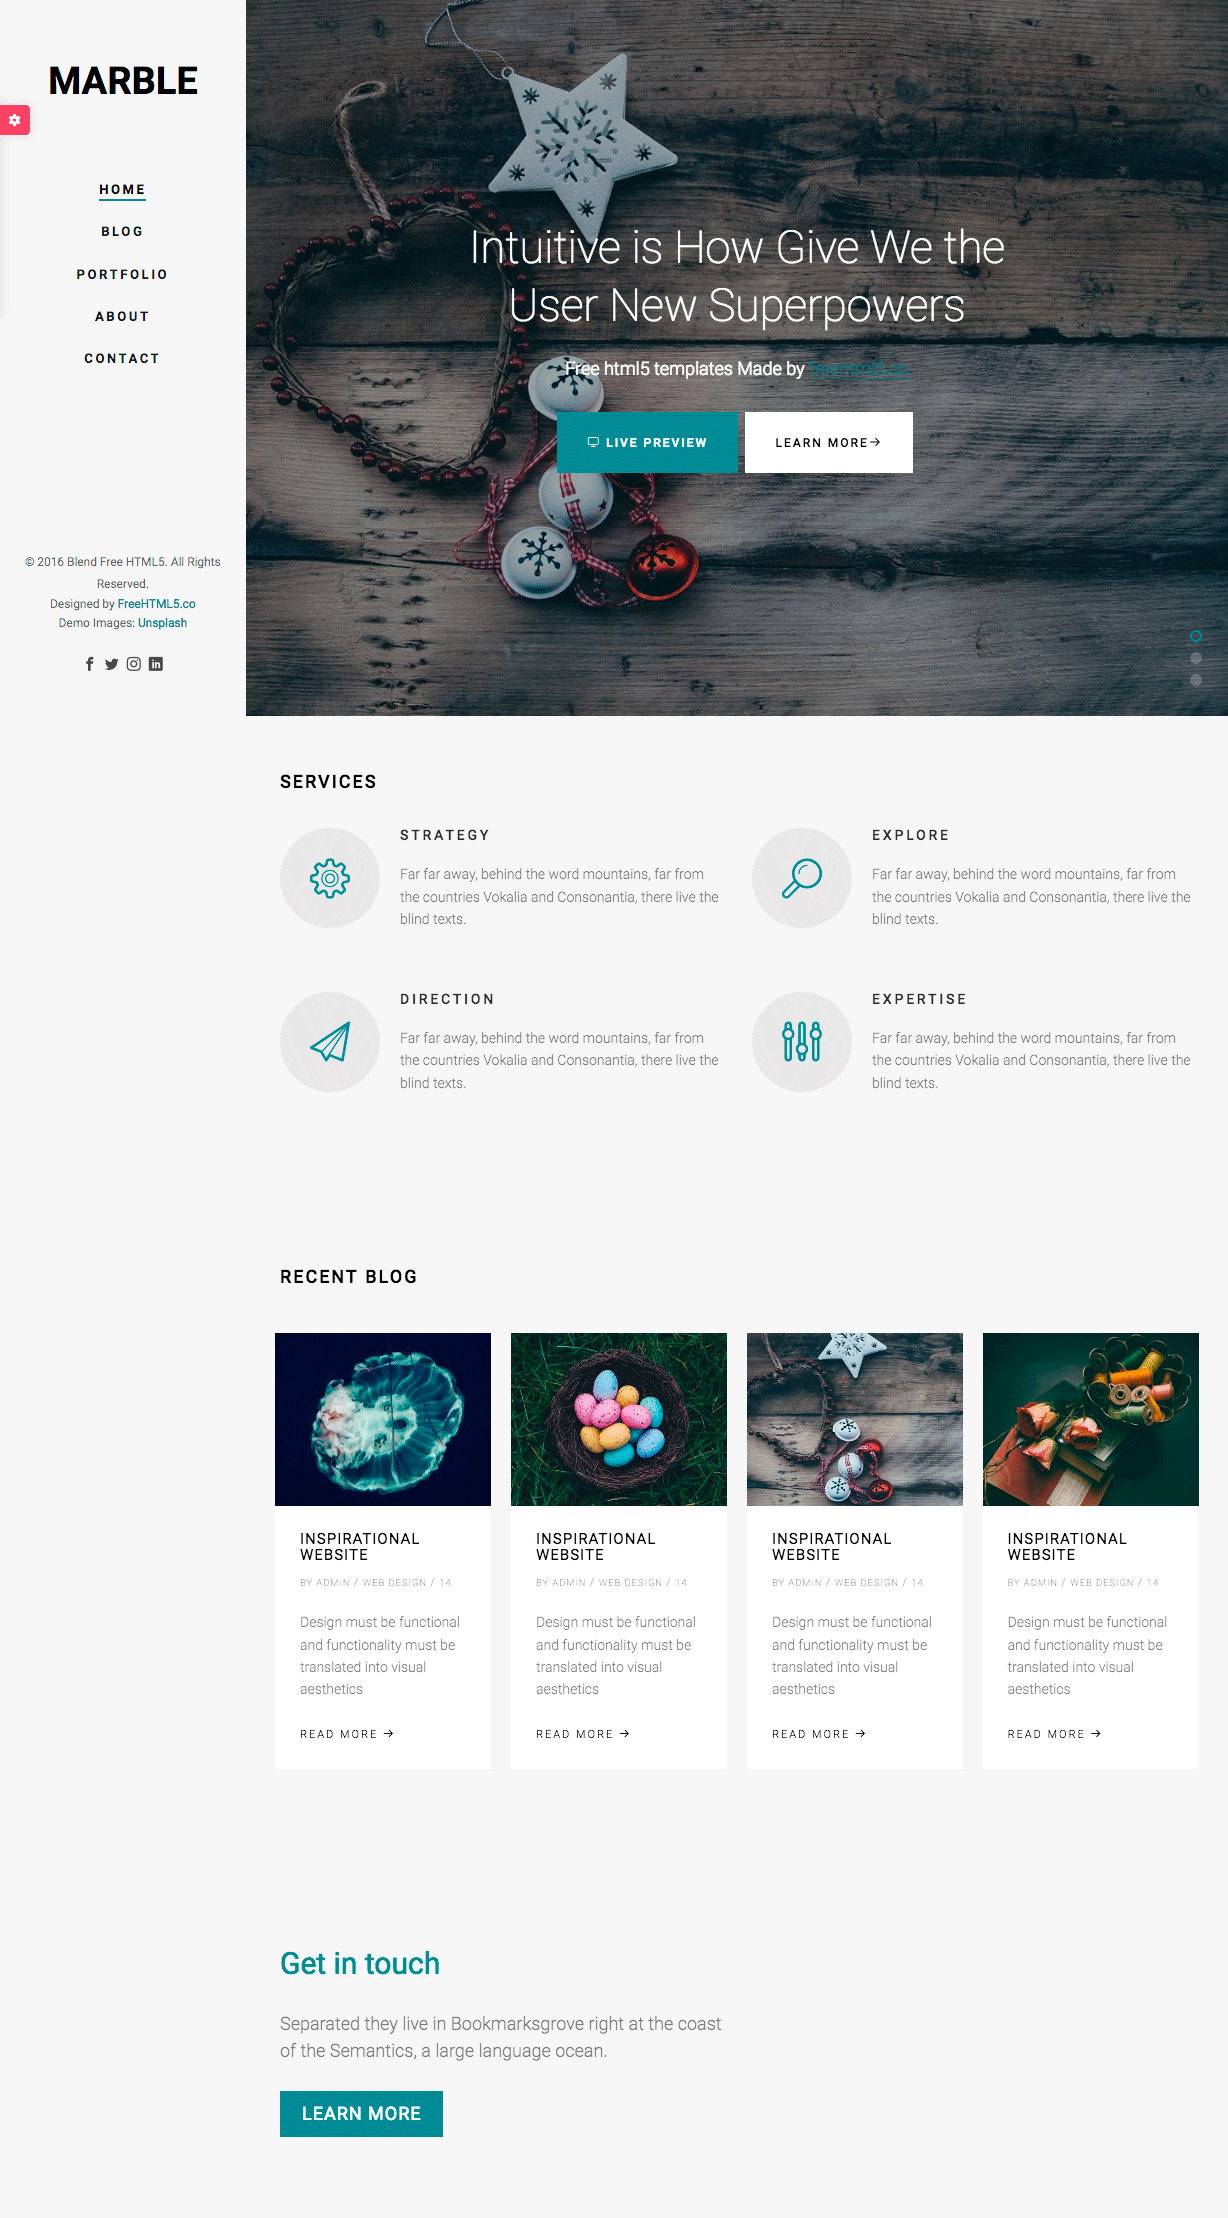 MARBLE
HOME
BLOG
PORTFOLIO
ABOUT
CONTACT
© 2016 Blend Free HTML5. All Rights
Reserved.
Designed by FreeHTML5.co
Demo Images: Unsplash
Intuitive is How Give We the
User New Superpowers
Free html5 templates Made by freehtml5.co
LIVE PREVIEW
LEARN MORE→
SERVICES
STRATEGY
Far far away, behind the word mountains, far from
the countries Vokalia and Consonantia, there live the
blind texts.
EXPLORE
Far far away, behind the word mountains, far from
the countries Vokalia and Consonantia, there live the
blind texts.
DIRECTION
Far far away, behind the word mountains, far from
the countries Vokalia and Consonantia, there live the
blind texts.
EXPERTISE
Far far away, behind the word mountains, far from
the countries Vokalia and Consonantia, there live the
blind texts.
RECENT BLOG
INSPIRATIONAL
WEBSITE
BY ADMIN / WEB DESIGN / 14
Design must be functional
and functionality must be
translated into visual
aesthetics
READ MORE →
INSPIRATIONAL
WEBSITE
BY ADMIN / WEB DESIGN / 14
Design must be functional
and functionality must be
translated into visual
aesthetics
READ MORE →
INSPIRATIONAL
WEBSITE
BY ADMIN / WEB DESIGN / 14
Design must be functional
and functionality must be
translated into visual
aesthetics
READ MORE →
INSPIRATIONAL
WEBSITE
BY ADMIN / WEB DESIGN / 14
Design must be functional
and functionality must be
translated into visual
aesthetics
READ MORE →
Get in touch
Separated they live in Bookmarksgrove right at the coast
of the Semantics, a large language ocean.
LEARN MORE